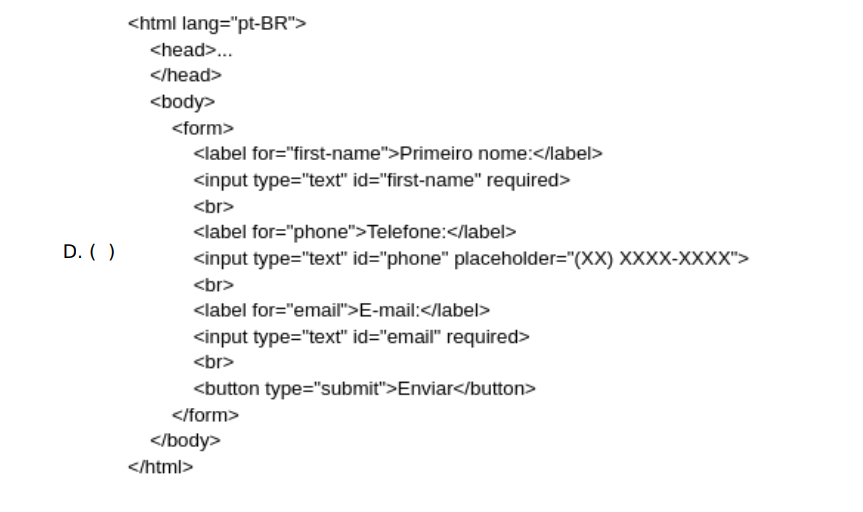 <html lang="pt-BR">
<head>...
</head>
<body>
<form>
<label for="first-name">Primeiro nome:</label>
<input type="text" id="first-name" required>
<br>
<label for="phone">Telefone:</label>
D. ( )
<input type="text" id="phone" placeholder="(XX) XXXX-XXXX">
<br>
<label for="email">E-mail:</label>
<input type="text" id="email" required>
<br>
<button type="submit">Enviar</button>
</form>
</body>
</html>